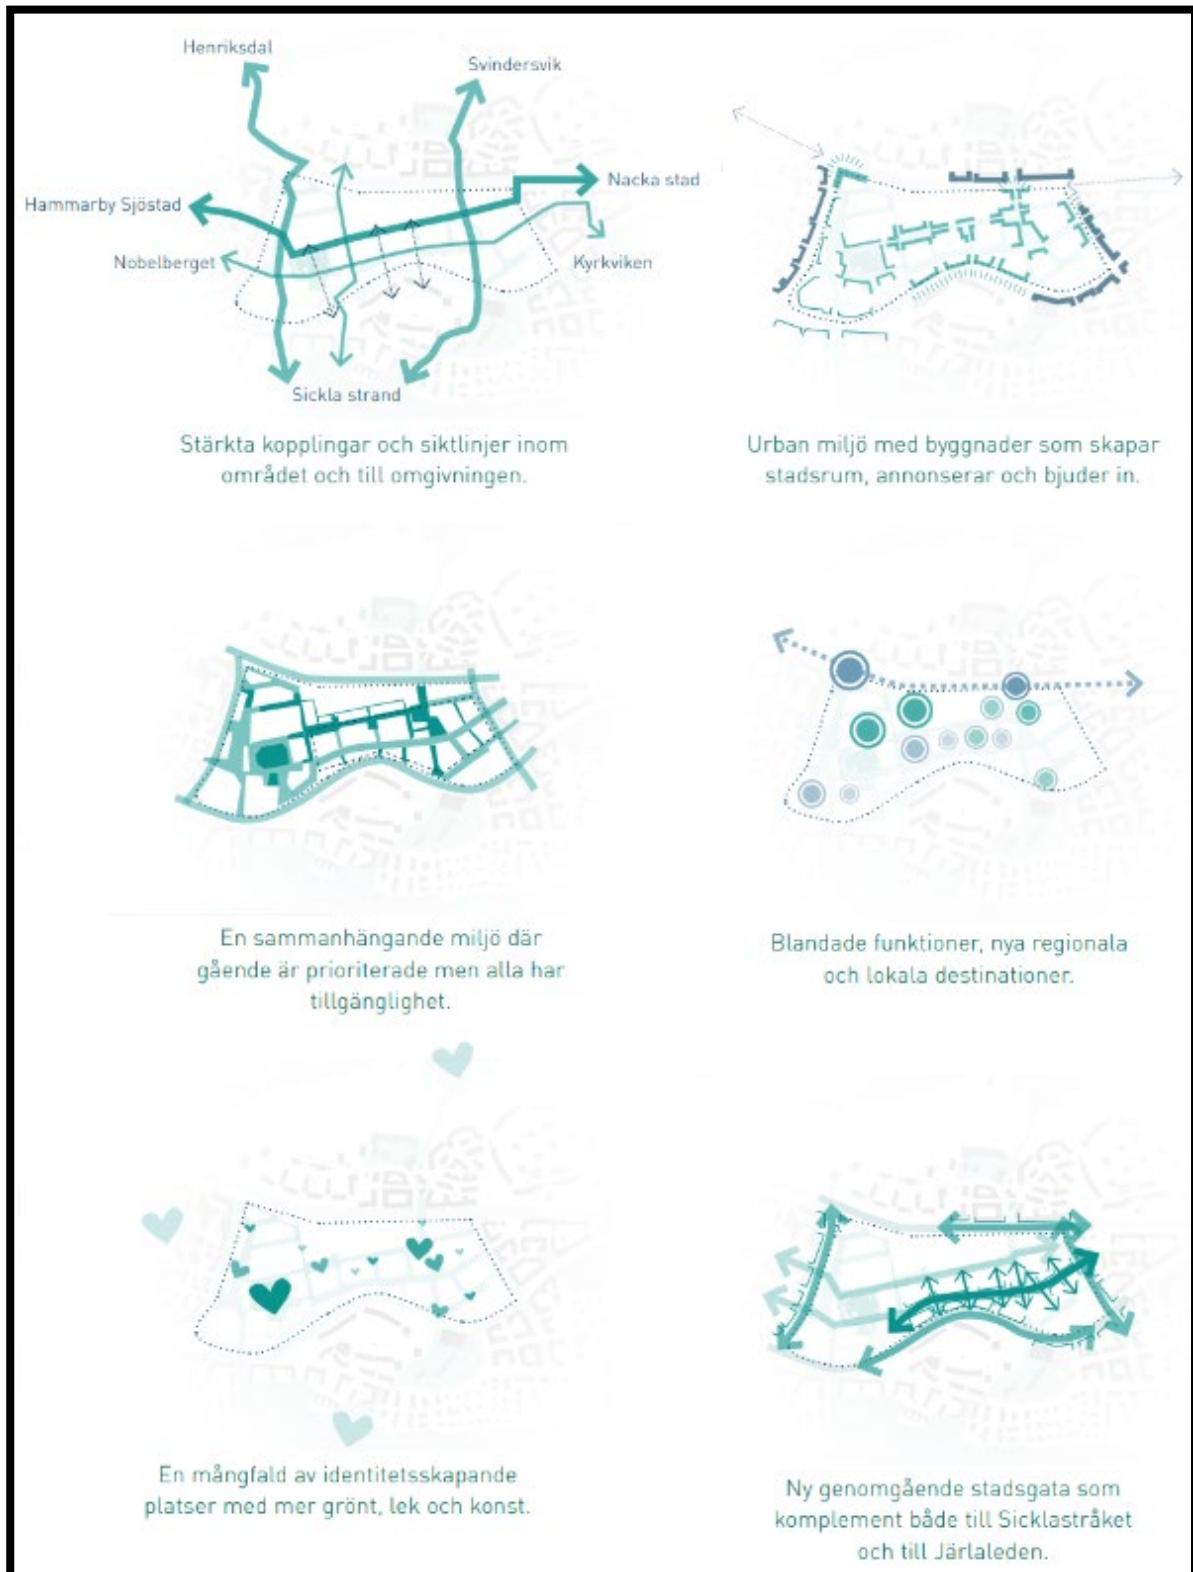 Henriksdal
Svindersvik
Nacka stad
Hammarby Sjöstad
Nobelberget
Kyrkviken
Sickla strand
Stärkta kopplingar och siktlinjer inom
området och till omgivningen.
Urban miljö med byggnader som skapar
stadsrum, annonserar och bjuder in.
En sammanhängande miljö där
gående är prioriterade men alla har
tillgänglighet.
Blandade funktioner, nya regionala
och lokala destinationer.
En mångfald av identitetsskapande
platser med mer grönt, lek och konst.
Ny genomgående stadsgata som
komplement både till Sicklastråket
och till Järlaleden.